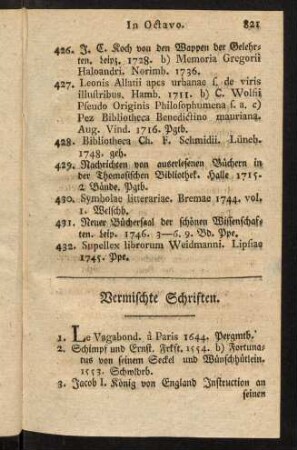 In Octavo. 821
426. J. C. Koch von den Wappen der Gelehr-
ten. Leipz. 1728. b) Memoria Gregorii
Haloandri. Norimb. 1736.
427. Leonis Allatii apes urbanae s. de viris
illustribus. Hamb. 1711. b) C. Wolfii
Pseudo Originis Philosophumena s. a. c)
Pez Bibliotheca Benedictino mauriana.
Aug. Vind. 1716. Pgtb.
428. Bibliotheca Ch. F. Schmidii. Lüneb.
1748. geh.
429. Nachrichten von auserlesenen Büchern in
der Thomasischen Bibliothek. Halle 1715.
2 Bände. Pgtb.
430. Symbolae litterariae. Bremae 1744. vol.
1. Welschb.
431. Neuer Büchersaal der schönen Wissenschaf-
ten. Leip. 1746. 3—6. 9. Bd. Ppe.
432. Supellex librorum Weidmanni. Lipsiae
1745. Ppe.
Vermischte Schriften.
1. Le Vagabond. à Paris 1644. Pergmtb.
2. Schimpf und Ernst. Frkft. 1554. b) Fortuna-
tus von seinem Seckel und Wünschhütlein.
1553. Schwldrb.
3. Jacob I. König von England Instruction an
seinen